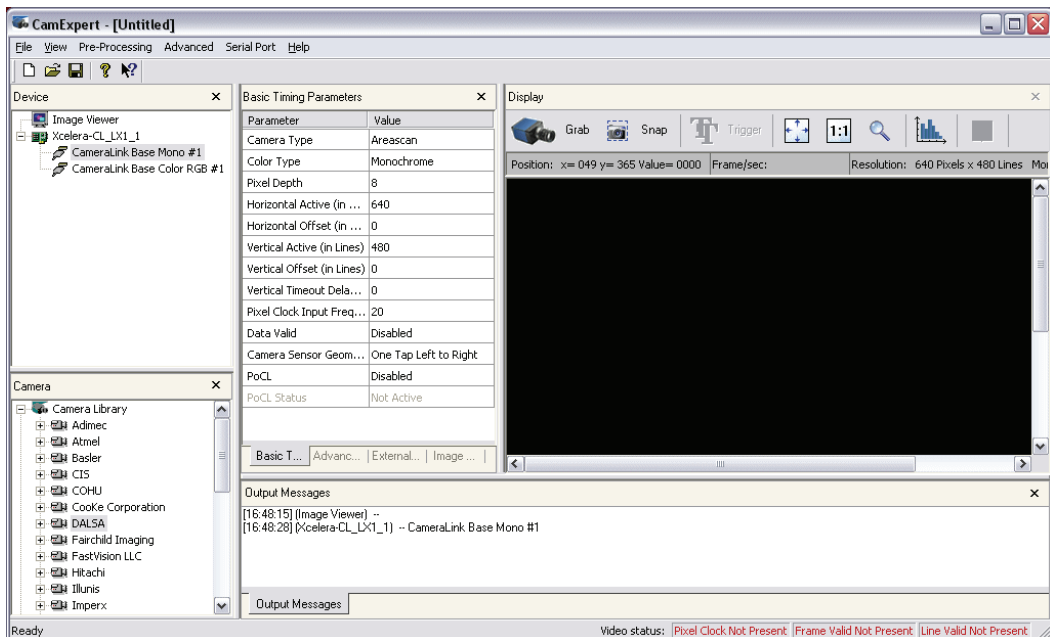 CamExpert - [Untitled]
File View Pre-Processing Advanced Serial Port Help
Device
Image Viewer
Xcelera-CL_LX1_1
CameraLink Base Mono #1
CameraLink Base Color RGB #1
Camera
Camera Library
Adimec
Atmel
Basler
CIS
COHU
CooKe Corporation
DALSA
Fairchild Imaging
FastVision LLC
Hitachi
Illunis
Imperx
Basic Timing Parameters
Parameter Value
Camera Type Areascan
Color Type Monochrome
Pixel Depth 8
Horizontal Active (in ... 640
Horizontal Offset (in ... 0
Vertical Active (in Lines) 480
Vertical Offset (in Lines) 0
Vertical Timeout Dela... 0
Pixel Clock Input Freq... 20
Data Valid Disabled
Camera Sensor Geom... One Tap Left to Right
PoCL Disabled
PoCL Status Not Active
Basic T... Advanc... External... Image ...
Display
Grab Snap Trigger 1:1
Position: x= 049 y= 365 Value= 0000 Frame/sec: Resolution: 640 Pixels x 480 Lines Mo
Output Messages
[16:48:15] (Image Viewer) --
[16:48:28] (Xcelera-CL_LX1_1) -- CameraLink Base Mono #1
Output Messages
Ready
Video status: Pixel Clock Not Present Frame Valid Not Present Line Valid Not Present